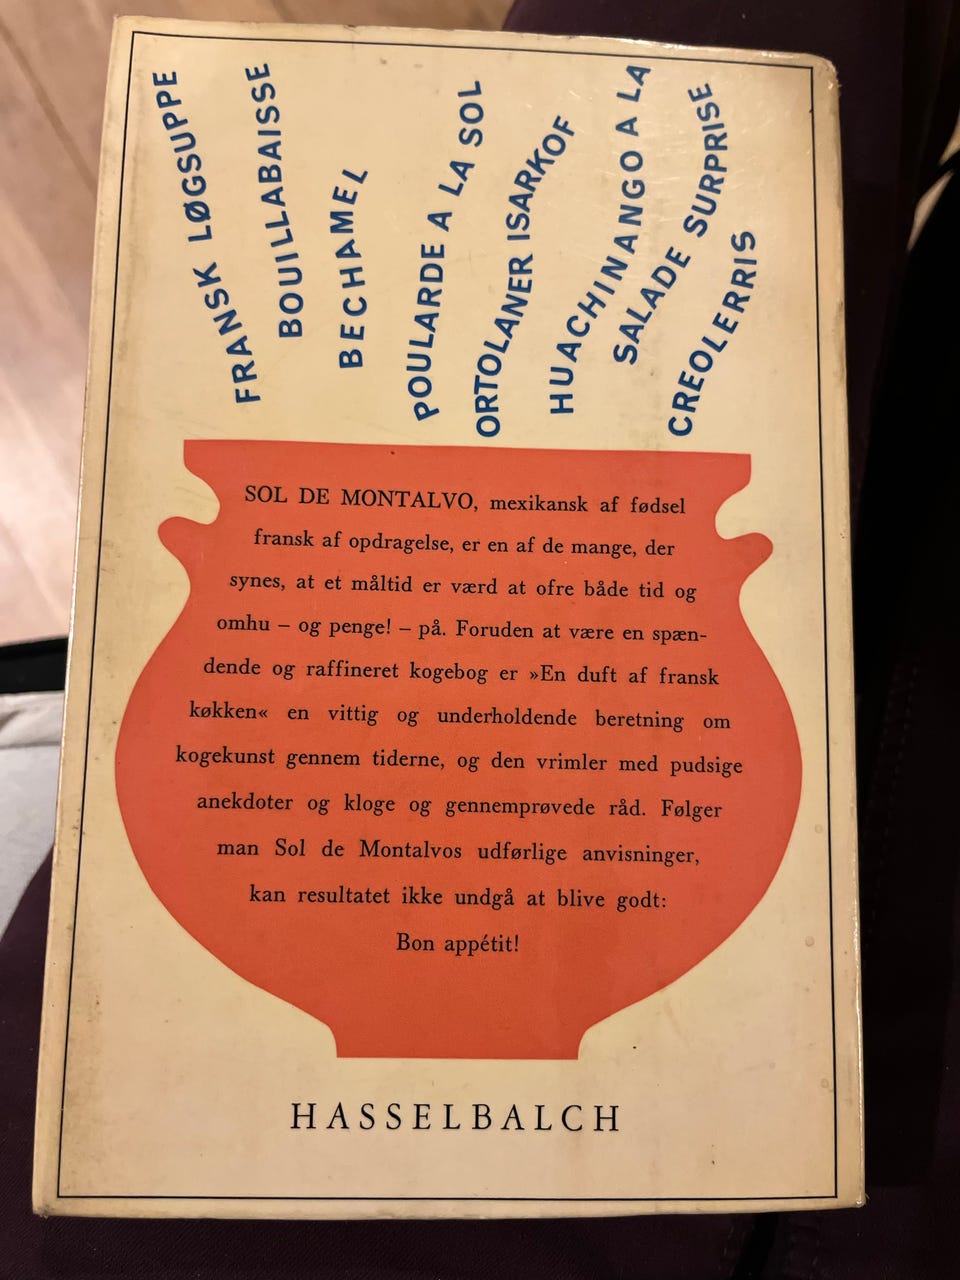 FRANSK LØGSUPPE
BOUILLABAISSE
BECHAMEL
POULARDE A LA SOL
ORTOLANER ISARKOF
HUACHINANGO A LA
SALADE SURPRISE
CREOLERRIS
SOL DE MONTALVO, mexikansk af fødsel
fransk af opdragelse, er en af de mange, der
synes, at et måltid er værd at ofre både tid og
omhu – og penge! – på. Foruden at være en spæn-
dende og raffineret kogebog er »En duft af fransk
køkken« en vittig og underholdende beretning om
kogekunst gennem tiderne, og den vrimler med pudsige
anekdoter og kloge og gennemprøvede råd. Følger
man Sol de Montalvos udførlige anvisninger,
kan resultatet ikke undgå at blive godt:
Bon appétit!
HASSELBALCH